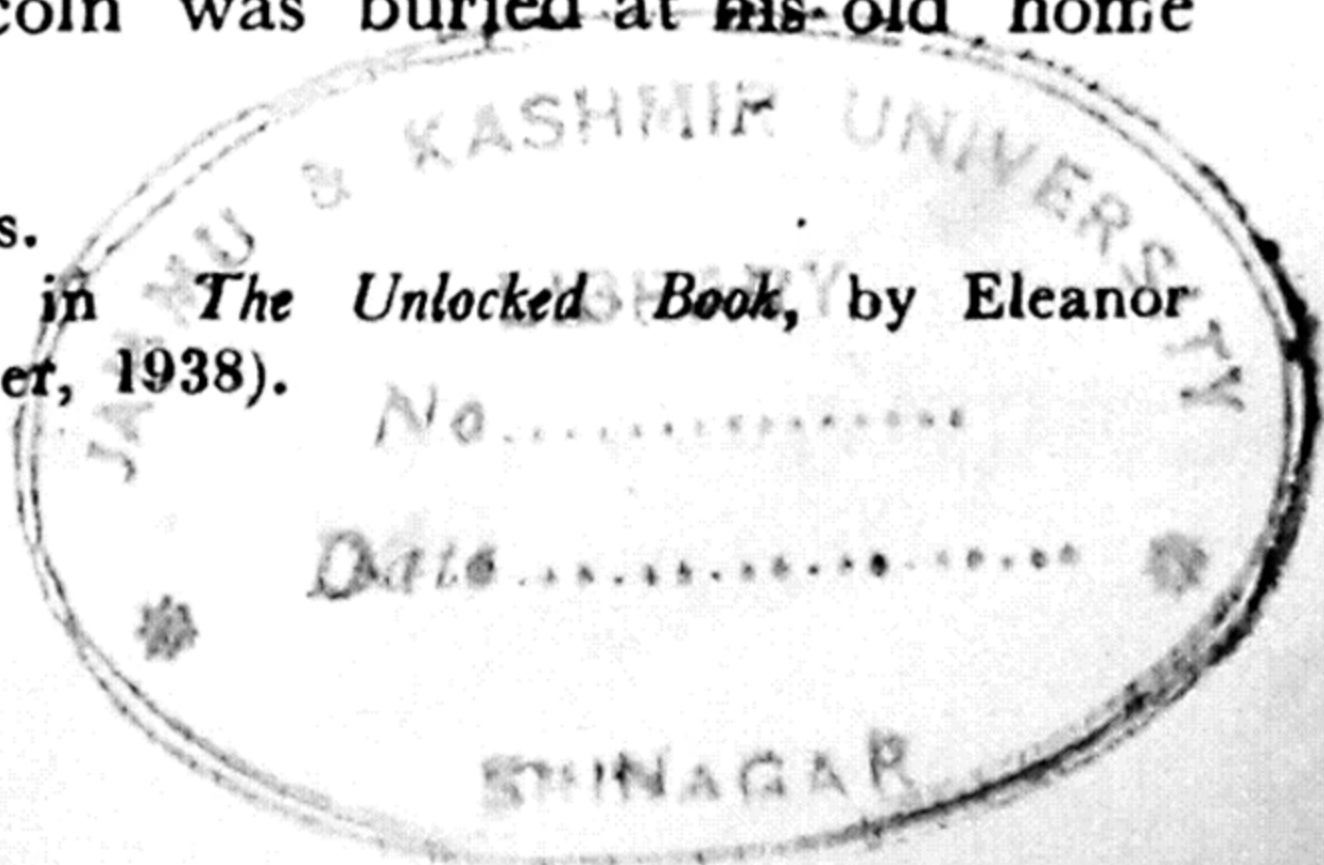 coln was buried at his old home
JAMMU & KASHMIR UNIVERSITY
s.
in The Unlocked Book, by Eleanor
er, 1938).
No..............
Date.................
SRINAGAR